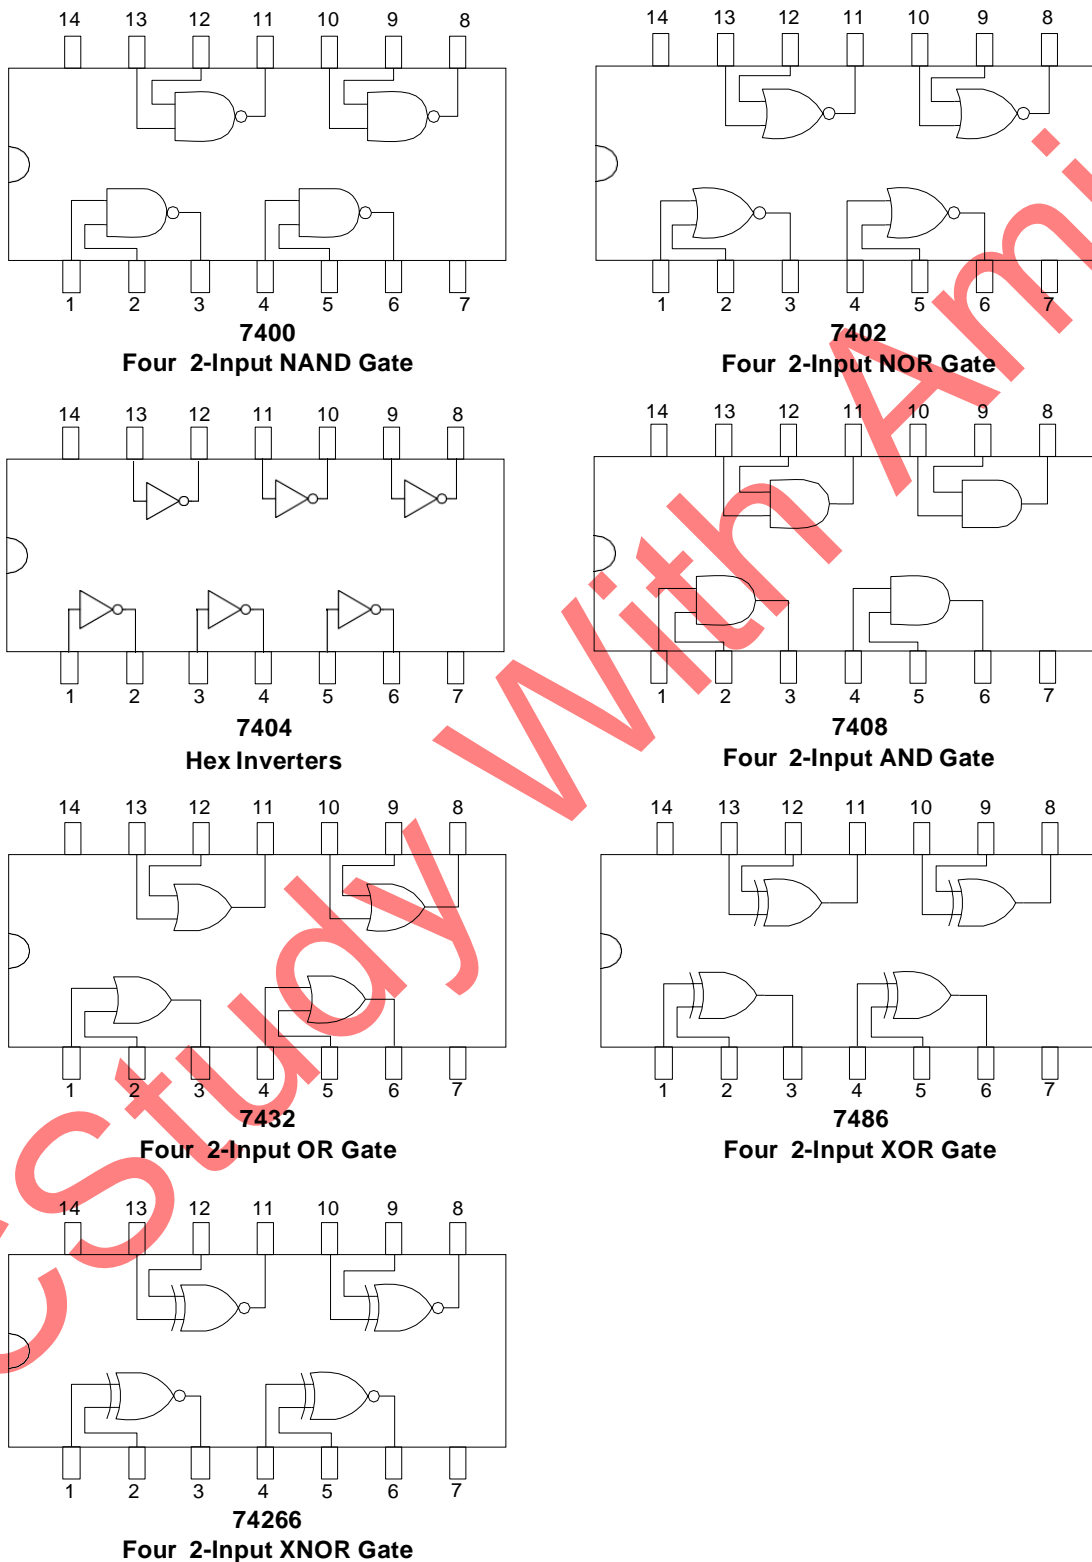 14 13 12 11 10 9 8
1 2 3 4 5 6 7
7400
Four 2-Input NAND Gate
14 13 12 11 10 9 8
1 2 3 4 5 6 7
7402
Four 2-Input NOR Gate
14 13 12 11 10 9 8
1 2 3 4 5 6 7
7404
Hex Inverters
14 13 12 11 10 9 8
1 2 3 4 5 6 7
7408
Four 2-Input AND Gate
14 13 12 11 10 9 8
1 2 3 4 5 6 7
7432
Four 2-Input OR Gate
14 13 12 11 10 9 8
1 2 3 4 5 6 7
7486
Four 2-Input XOR Gate
14 13 12 11 10 9 8
1 2 3 4 5 6 7
74266
Four 2-Input XNOR Gate
CStudy With Ami